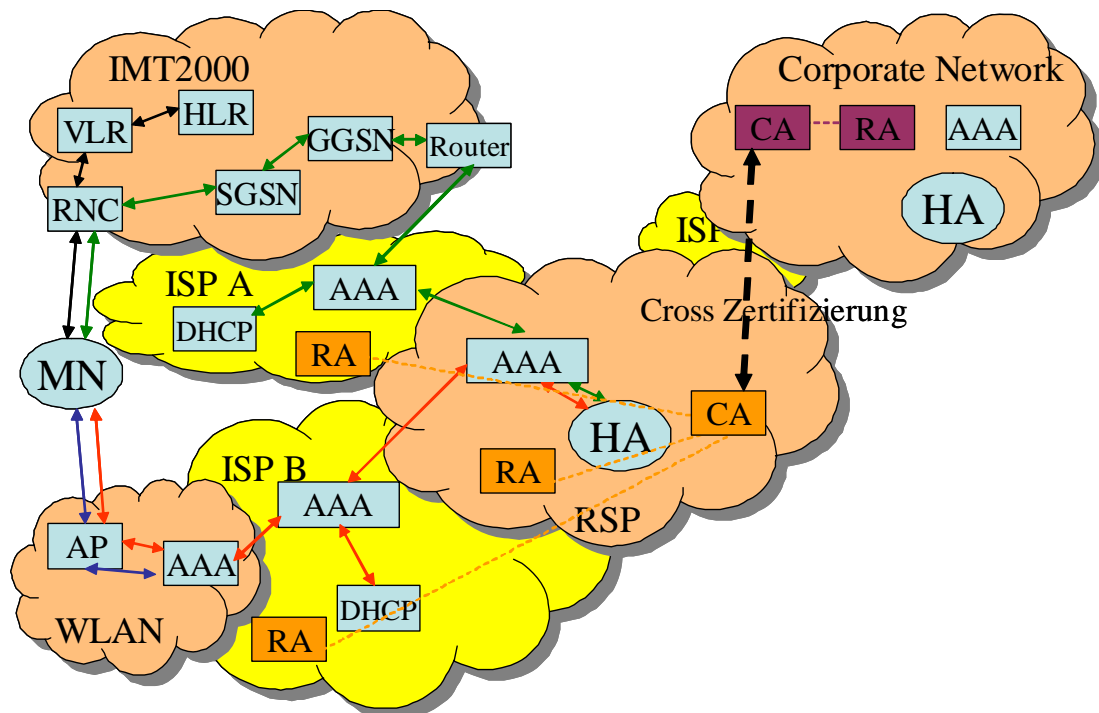 IMT2000
HLR
VLR
GGSN
Router
SGSN
RNC
Corporate Network
CA
RA
AAA
HA
ISP A
AAA
DHCP
RA
MN
Cross Zertifizierung
AAA
CA
HA
RA
RSP
ISP B
AAA
DHCP
RA
AP
AAA
WLAN